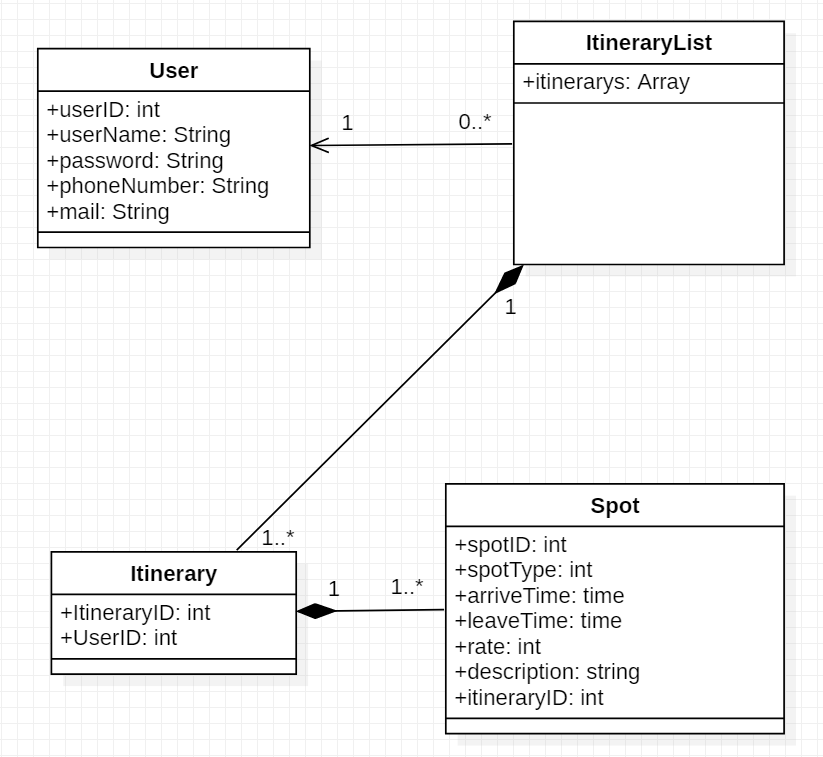 User
+userID: int
+userName: String
+password: String
+phoneNumber: String
+mail: String
1
0..*
ItineraryList
+itinerarys: Array
1
1..*
Itinerary
+ItineraryID: int
+UserID: int
1
1..*
Spot
+spotID: int
+spotType: int
+arriveTime: time
+leaveTime: time
+rate: int
+description: string
+itineraryID: int